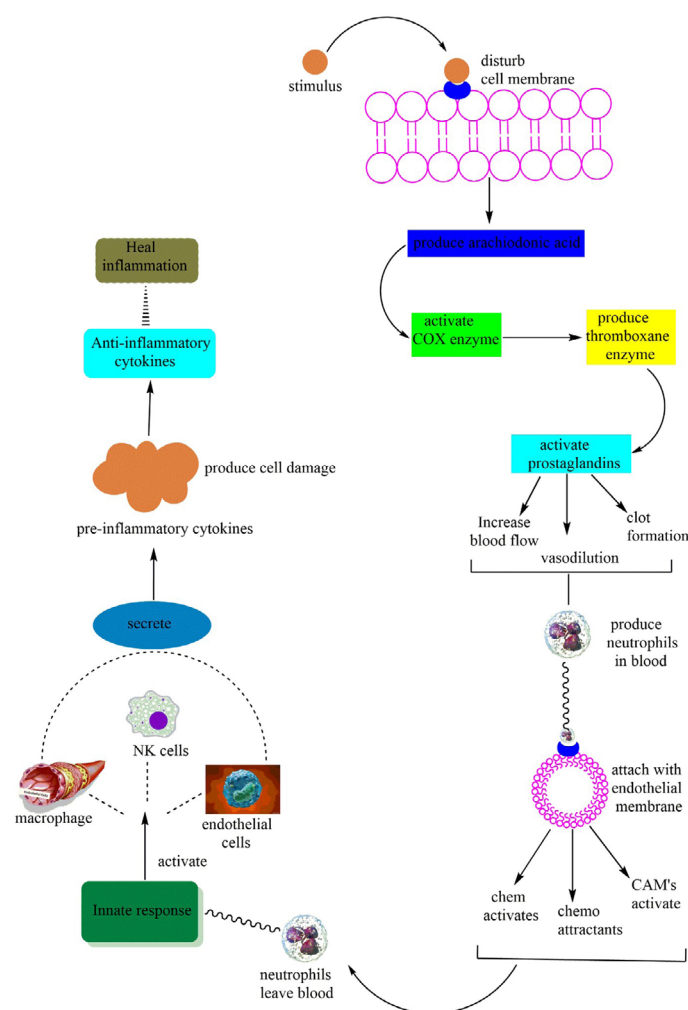 stimulus
disturb
cell membrane
produce arachiodonic acid
activate
COX enzyme
produce
thromboxane
enzyme
activate
prostaglandins
Increase
blood flow
vasodilution
clot
formation
produce
neutrophils
in blood
attach with
endothelial
membrane
chem
activates
chemo
attractants
CAM's
activate
neutrophils
leave blood
Innate response
activate
macrophage
NK cells
endothelial
cells
secrete
pre-inflammatory cytokines
produce cell damage
Anti-inflammatory
cytokines
Heal
inflammation